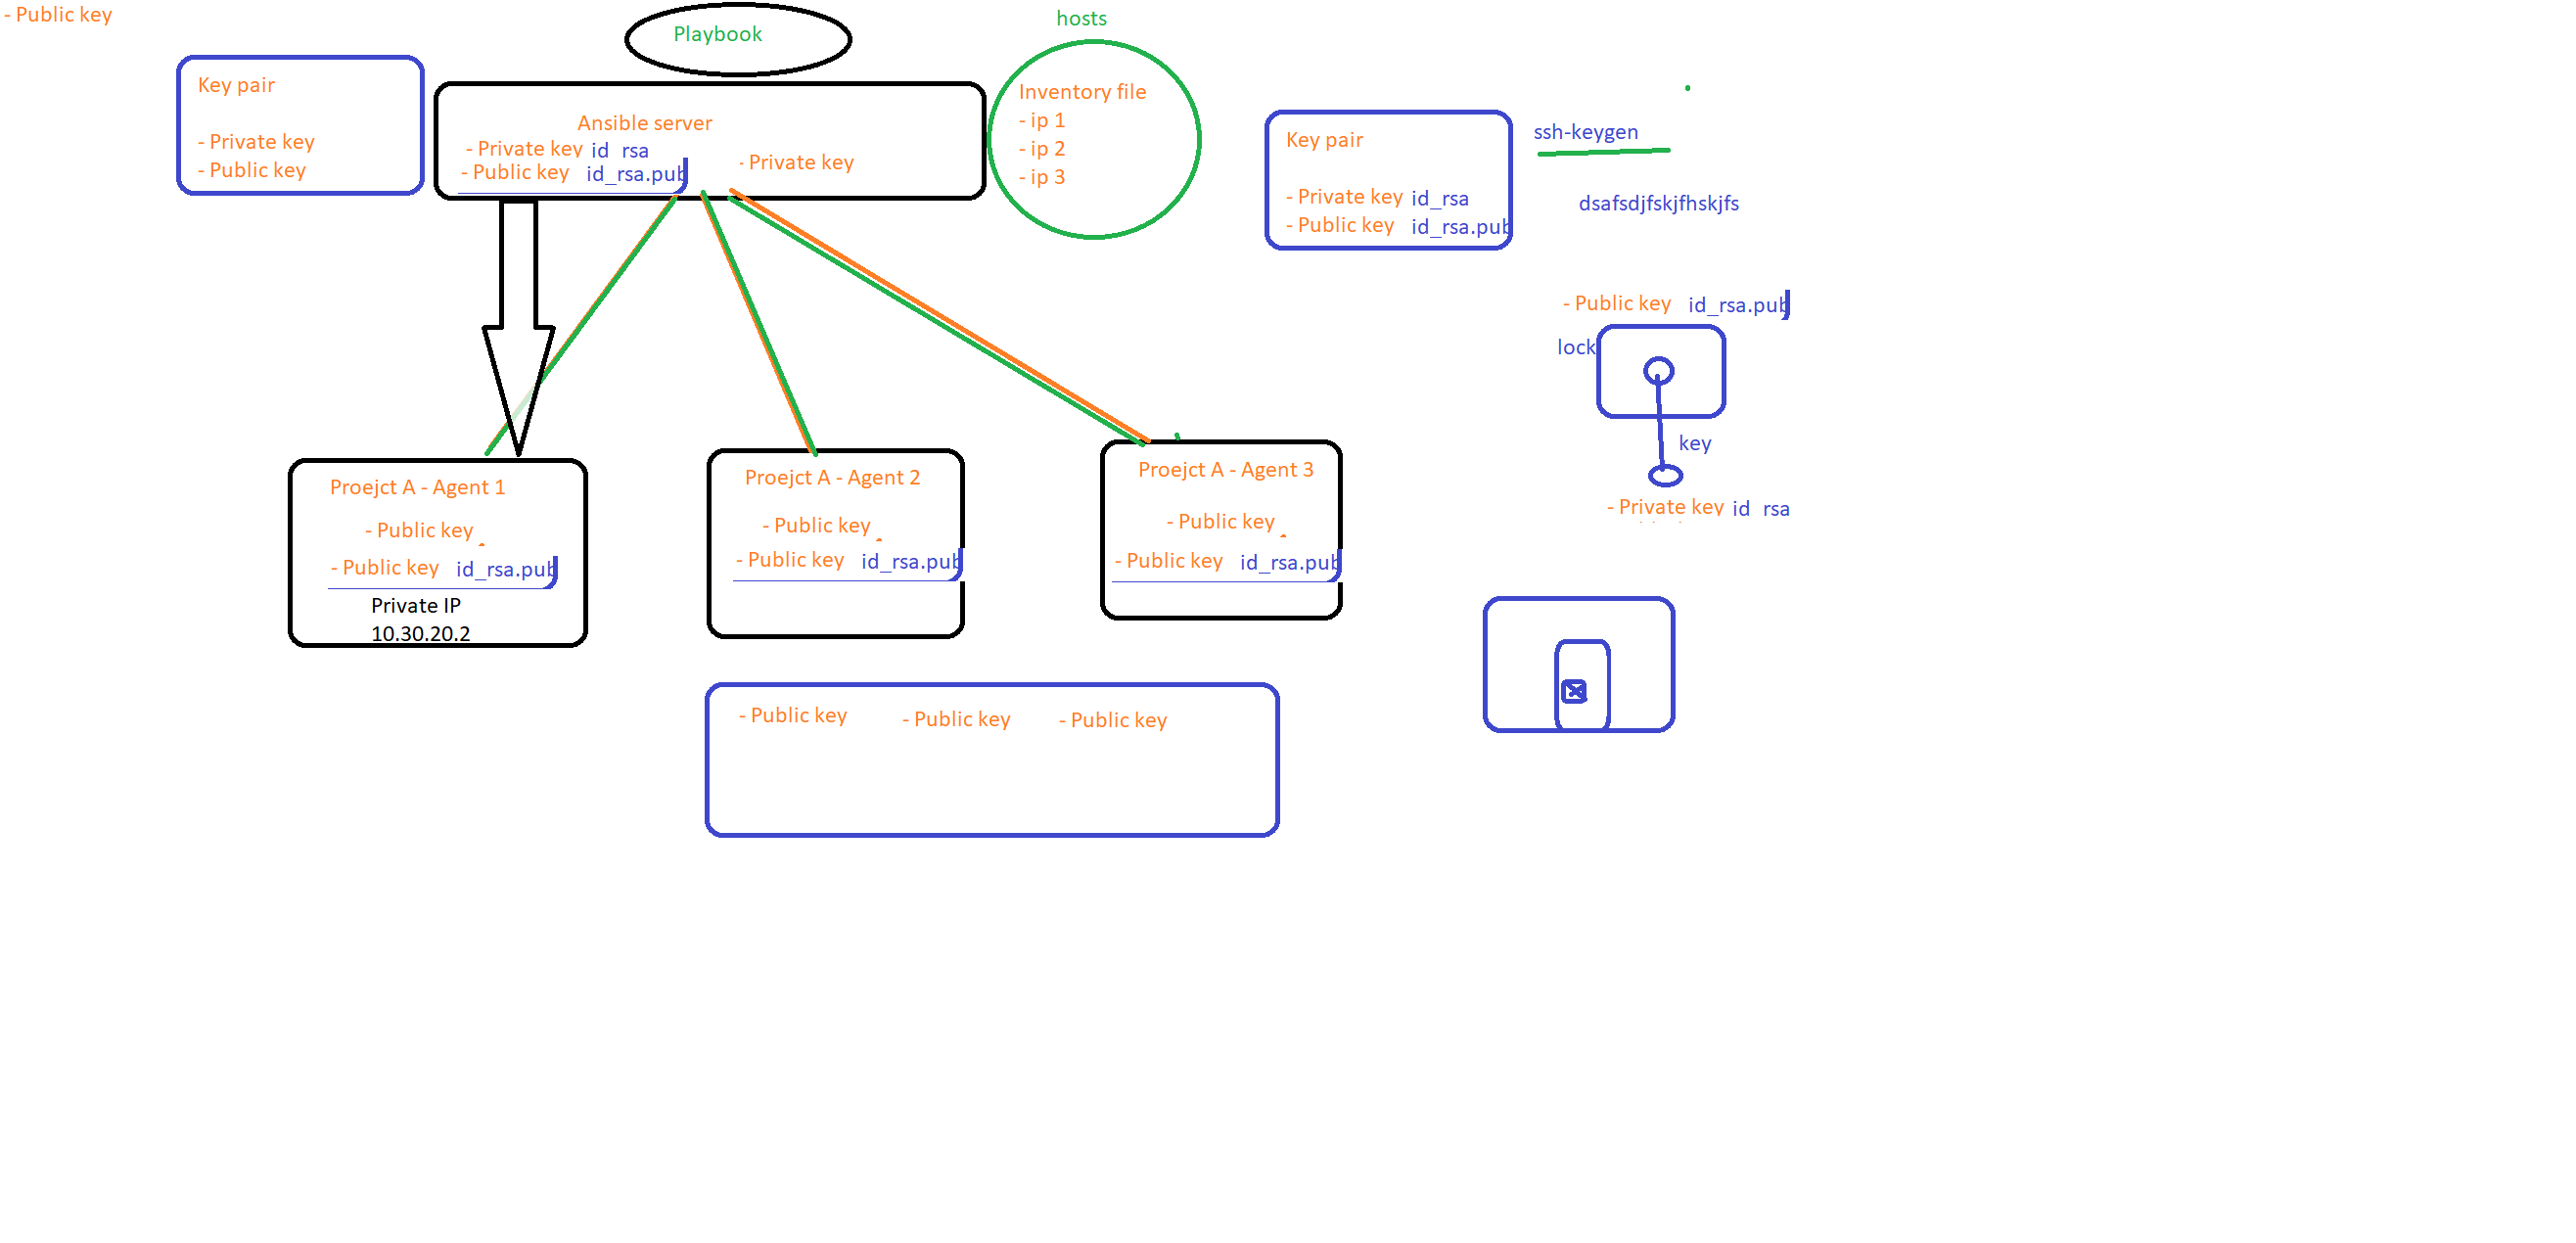 - Public key
Playbook
hosts
Key pair
- Private key
- Public key
Ansible server
- Private key id_rsa
- Public key id_rsa.pub
- Private key
Inventory file
- ip 1
- ip 2
- ip 3
Key pair
- Private key id_rsa
- Public key id_rsa.pub
ssh-keygen
dsafsdjfskjfhskjfs
- Public key id_rsa.pub
lock
key
- Private key id rsa
Proejct A - Agent 1
- Public key
- Public key id_rsa.pub
Private IP
10.30.20.2
Proejct A - Agent 2
- Public key
- Public key id_rsa.pub
Proejct A - Agent 3
- Public key
- Public key id_rsa.pub
- Public key - Public key - Public key